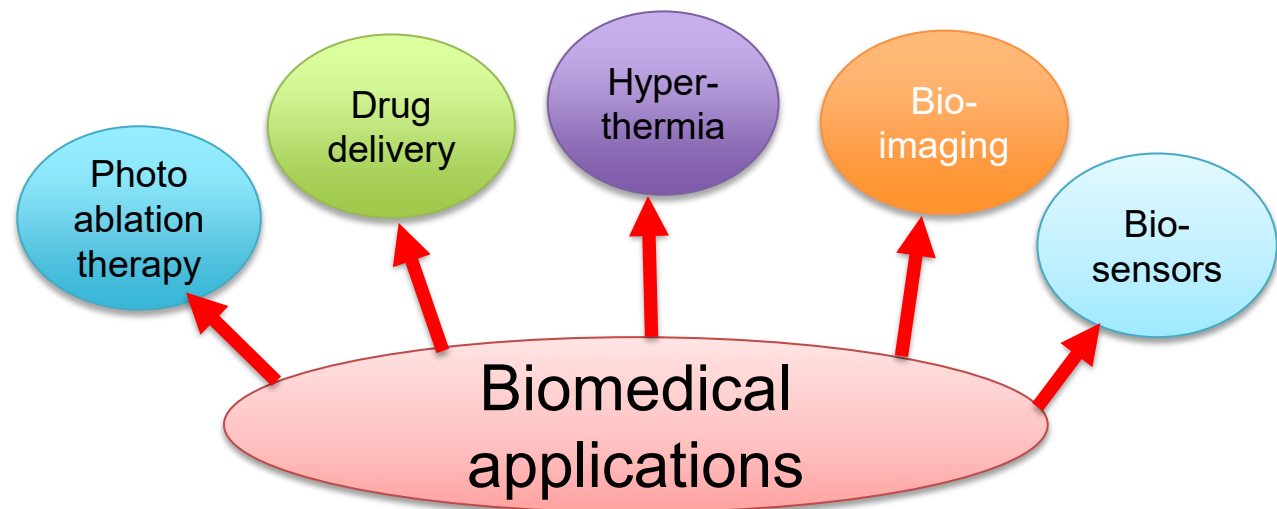 Photo
ablation
therapy
Drug
delivery
Hyper-
thermia
Bio-
imaging
Bio-
sensors
Biomedical
applications